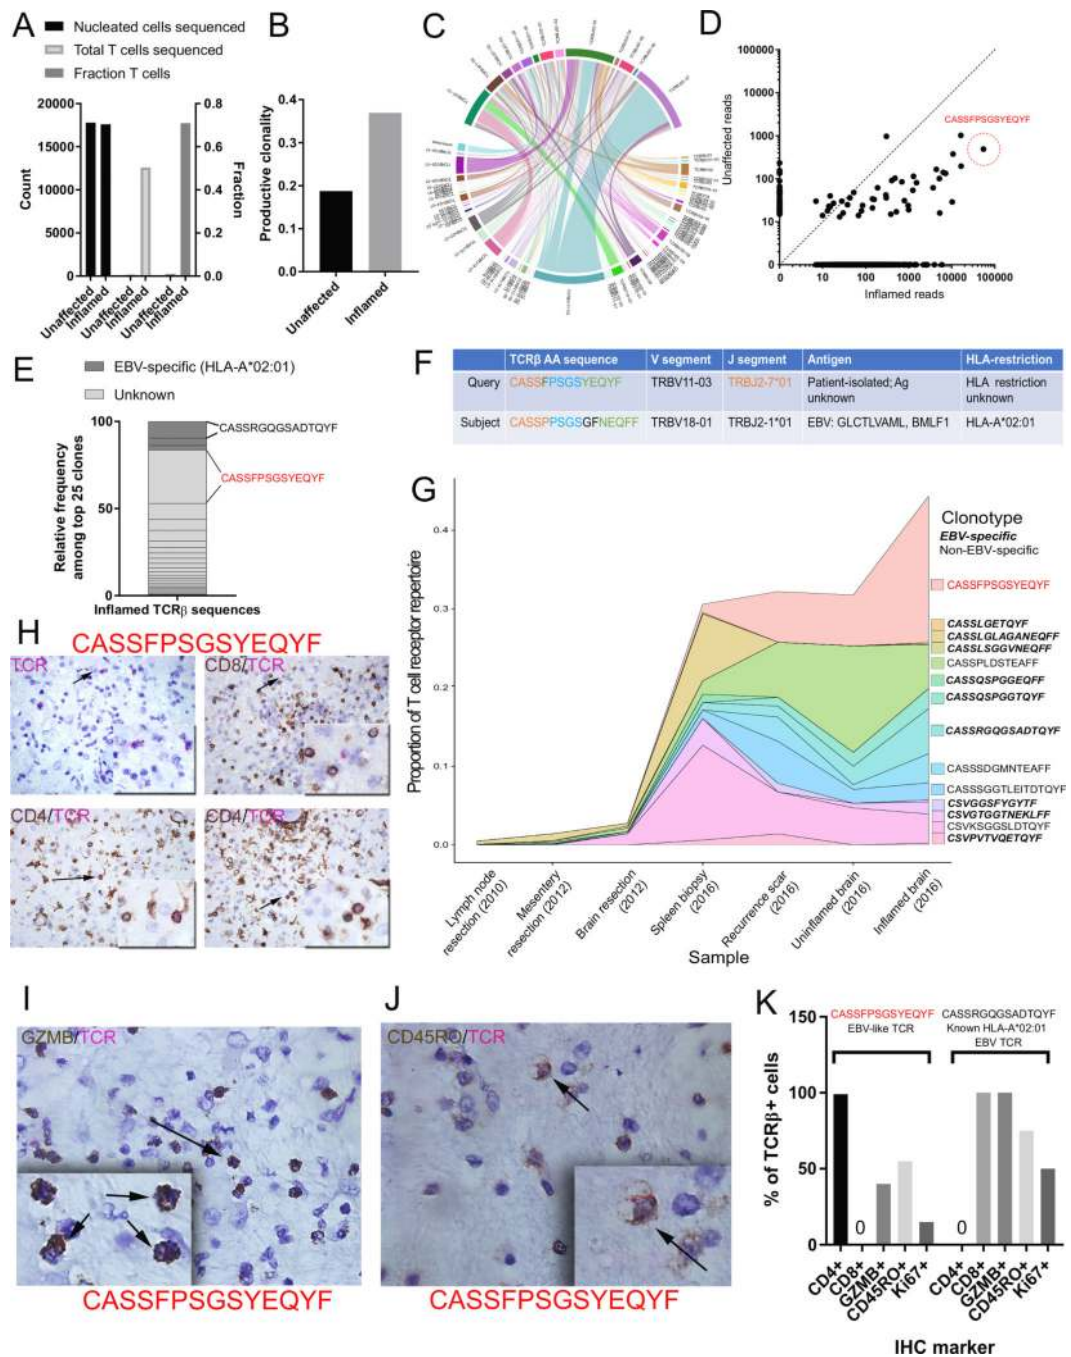 A
Nucleated cells sequenced
Total T cells sequenced
Fraction T cells
20000
15000
10000
5000
0
Count
0.8
0.6
0.4
0.2
0.0
Fraction
Unaffected
Inflamed
Unaffected
Inflamed
Unaffected
Inflamed
B
0.4
0.3
0.2
0.1
0.0
Productive clonality
Unaffected
Inflamed
C
D
100000
10000
1000
100
10
0
Unaffected reads
CASSFPSGSYEQYF
0
10
100
1000
10000
100000
Inflamed reads
E
EBV-specific (HLA-A*02:01)
Unknown
100
50
0
Relative frequency
among top 25 clones
CASSRGQGSADTQYF
CASSFPSGSYEQYF
Inflamed TCRβ sequences
F
TCRβ AA sequence V segment J segment Antigen HLA-restriction
Query CASSFPSGSYEQYF TRBV11-03 TRBJ2-7*01 Patient-isolated; Ag unknown HLA restriction unknown
Subject CASSPPSGSGFNEQFF TRBV18-01 TRBJ2-1*01 EBV: GLCTLVAML, BMLF1 HLA-A*02:01
G
0.4
0.3
0.2
0.1
0.0
Proportion of T cell receptor repertoire
Lymph node
resection (2010)
Mesentery
resection (2012)
Brain resection
(2012)
Spleen biopsy
(2016)
Recurrence scar
(2016)
Uninflamed brain
(2016)
Inflamed brain
(2016)
Sample
Clonotype
EBV-specific
Non-EBV-specific
CASSFPSGSYEQYF
CASSLGETQYF
CASSLGLAGANEQFF
CASSLSGGVNEQFF
CASSPLDSTEAFF
CASSQSPGGEQFF
CASSQSPGGTQYF
CASSRGQGSADTQYF
CASSSDGMNTEAFF
CASSSGGTLEITDTQYF
CSVGGSFYGYTF
CSVGTGGTNEKLFF
CSVKSGGSLDTQYF
CSVPVTVQETQYF
H
CASSFPSGSYEQYF
TCR
CD8/TCR
CD4/TCR
CD4/TCR
I
GZMB/TCR
CASSFPSGSYEQYF
J
CD45RO/TCR
CASSFPSGSYEQYF
K
CASSFPSGSYEQYF
EBV-like TCR
CASSRGQGSADTQYF
Known HLA-A*02:01
EBV TCR
150
100
50
0
% of TCRβ+ cells
0
0
CD4+
CD8+
GZMB+
CD45RO+
Ki67+
CD4+
CD8+
GZMB+
CD45RO+
Ki67+
IHC marker